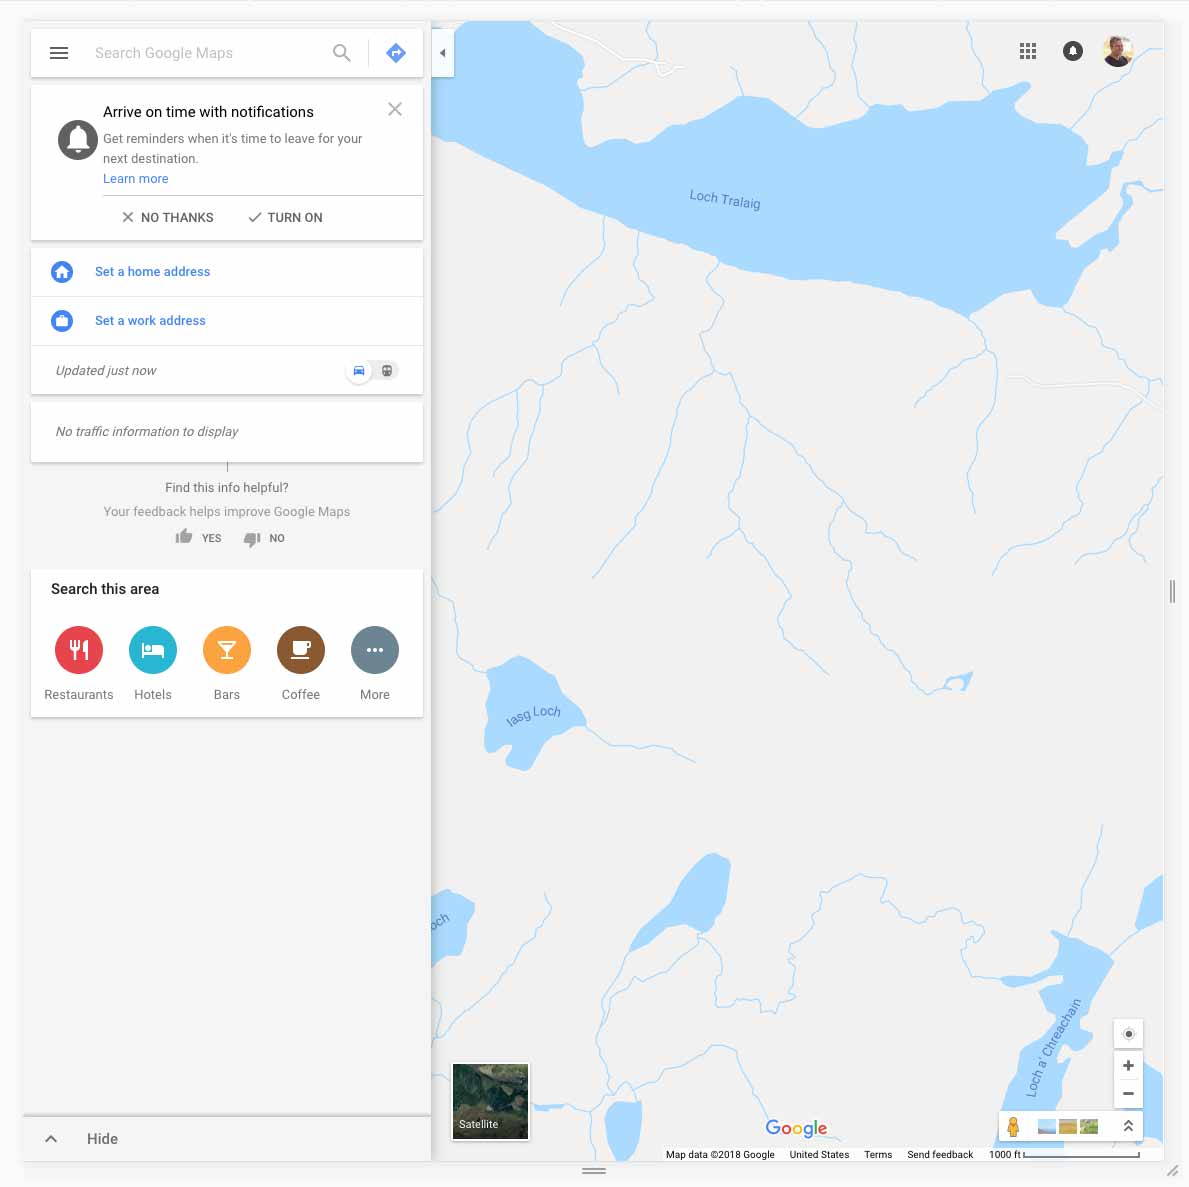 Search Google Maps
Arrive on time with notifications
Get reminders when it's time to leave for your
next destination.
Learn more
NO THANKS
TURN ON
Set a home address
Set a work address
Updated just now
No traffic information to display
Find this info helpful?
Your feedback helps improve Google Maps
YES
NO
Search this area
Restaurants
Hotels
Bars
Coffee
More
Hide
Loch Tralaig
Iasg Loch
och
Loch a' Chreachain
Satellite
Google
Map data ©2018 Google
United States
Terms
Send feedback
1000 ft